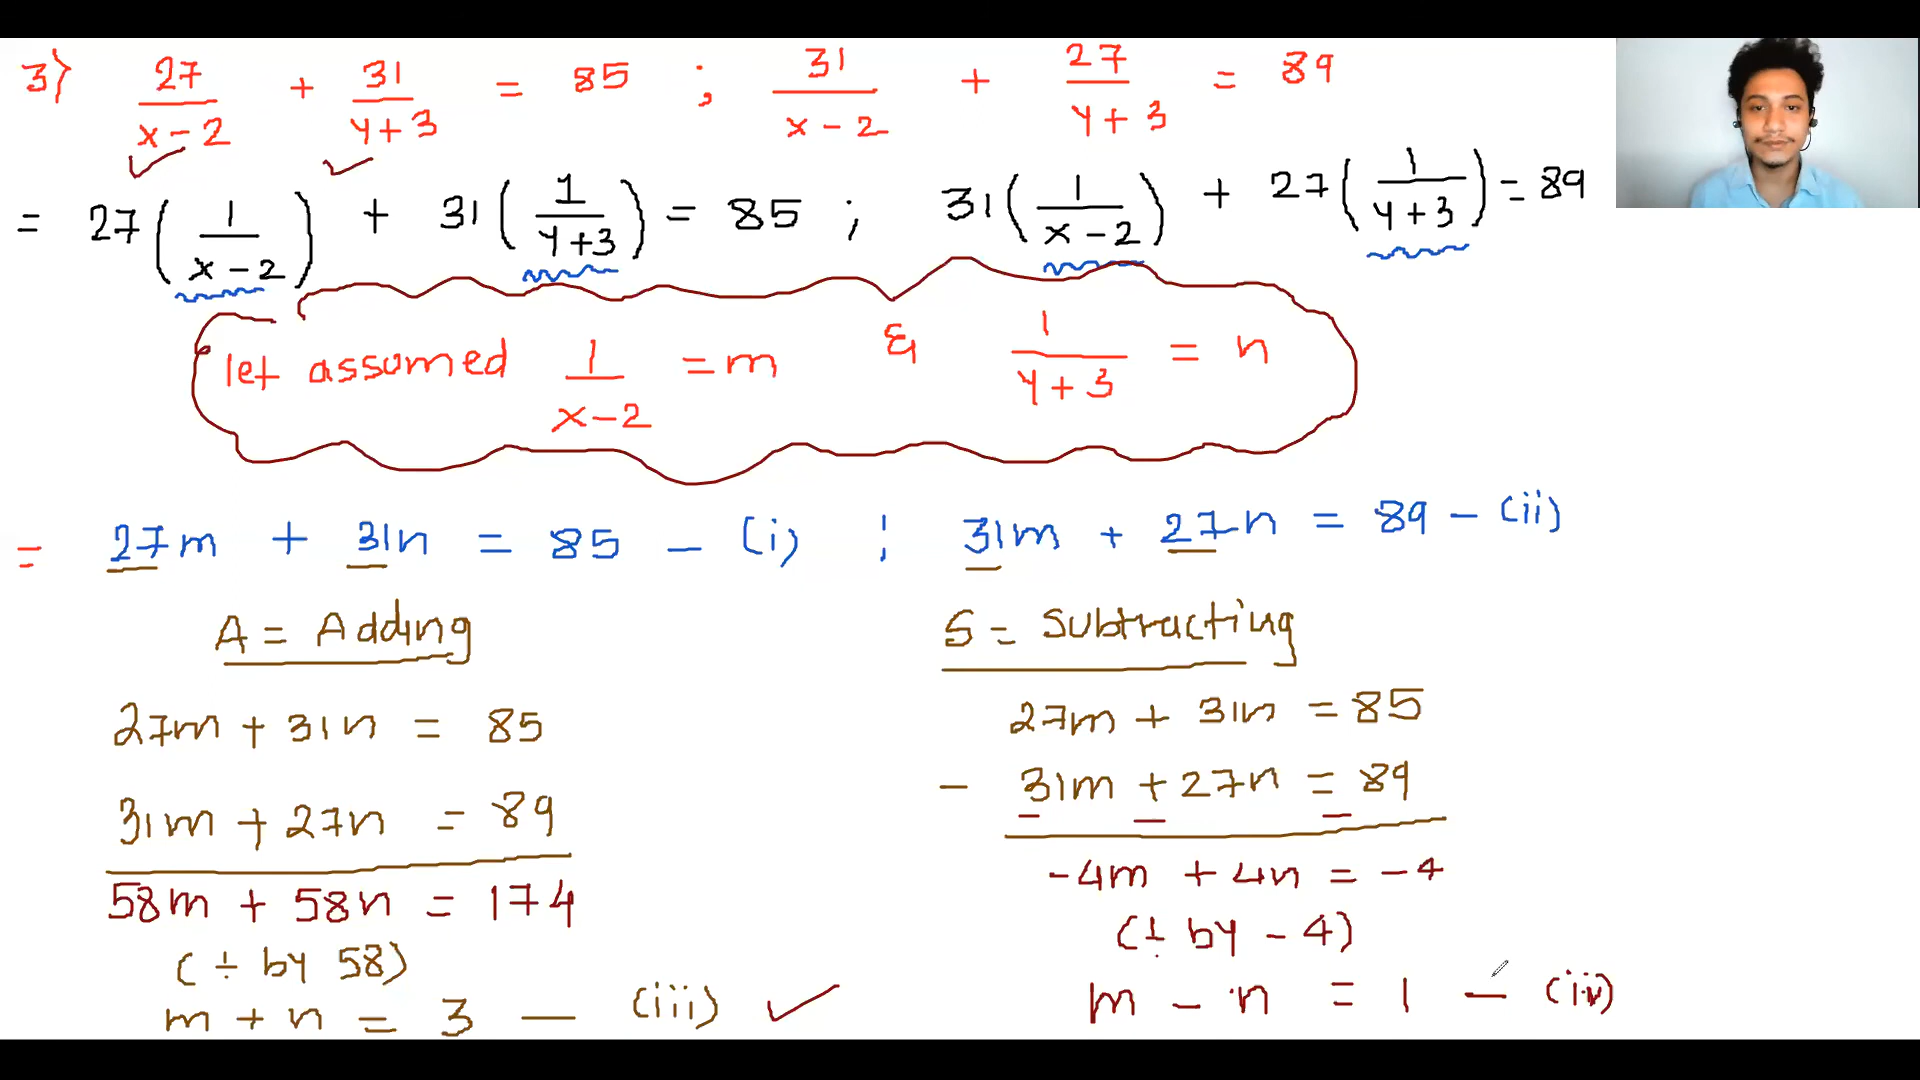 3) 27/(x-2) + 31/(y+3) = 85 ; 31/(x-2) + 27/(y+3) = 89
= 27(1/(x-2)) + 31(1/(y+3)) = 85 ; 31(1/(x-2)) + 27(1/(y+3)) = 89
let assumed 1/(x-2) = m & 1/(y+3) = n
= 27m + 31n = 85 - (i) ; 31m + 27n = 89 - (ii)
A = Adding
27m + 31n = 85
31m + 27n = 89
58m + 58n = 174
(÷ by 58)
m + n = 3 — (iii) ✓
S = Subtracting
27m + 31n = 85
- 31m + 27n = 89
-4m + 4n = -4
(÷ by -4)
m - n = 1 — (iv)